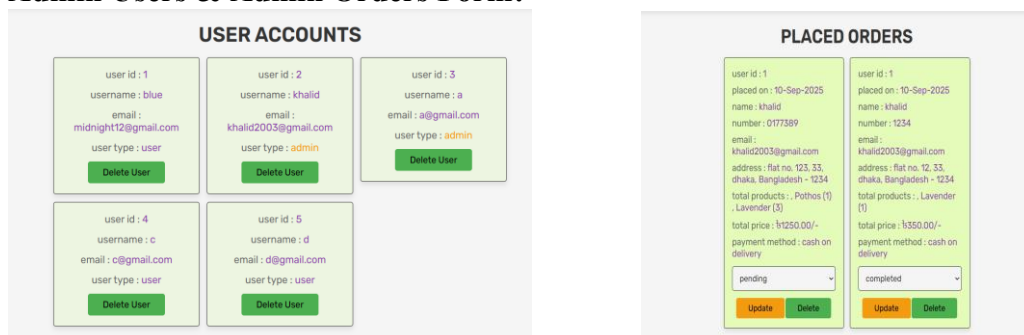 Admin Users & Admin Orders Form:
USER ACCOUNTS
user id : 1
username : blue
email :
midnight12@gmail.com
user type : user
Delete User
user id : 2
username : khalid
email :
khalid2003@gmail.com
user type : admin
Delete User
user id : 3
username : a
email : a@gmail.com
user type : admin
Delete User
user id : 4
username : c
email : c@gmail.com
user type : user
Delete User
user id : 5
username : d
email : d@gmail.com
user type : user
Delete User
PLACED ORDERS
user id : 1
placed on : 10-Sep-2025
name : khalid
number : 0177389
email :
khalid2003@gmail.com
address : flat no. 123, 33,
dhaka, Bangladesh - 1234
total products : , Pothos (1)
, Lavender (3)
total price : ৳1250.00/-
payment method : cash on
delivery
pending
Update
Delete
user id : 1
placed on : 10-Sep-2025
name : khalid
number : 1234
email :
khalid2003@gmail.com
address : flat no. 12, 33,
dhaka, Bangladesh - 1234
total products : , Lavender
(1)
total price : ৳350.00/-
payment method : cash on
delivery
completed
Update
Delete